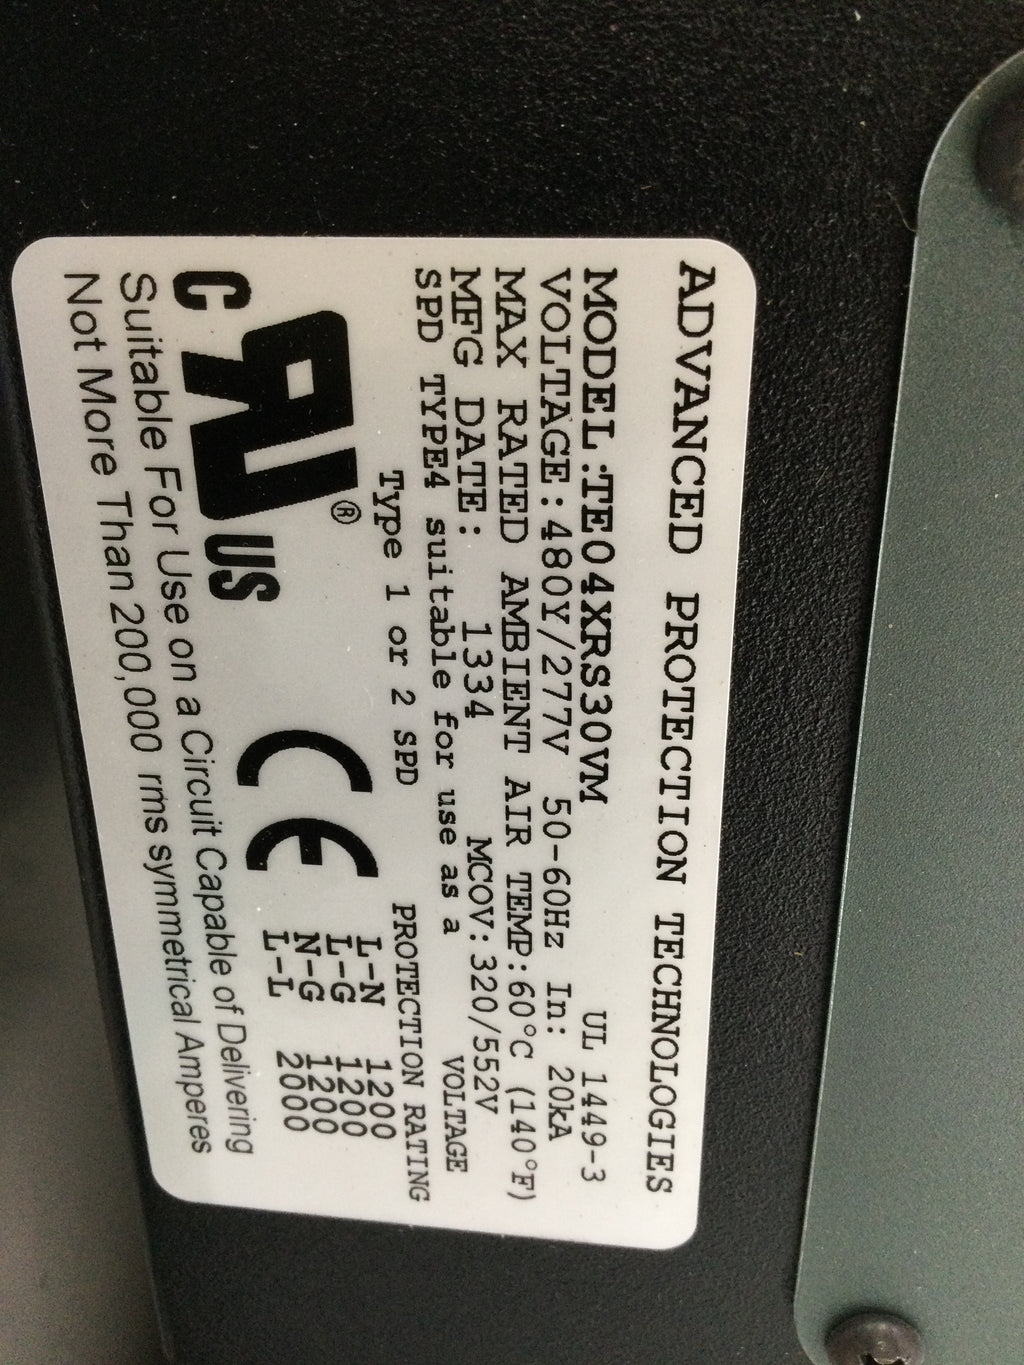 ADVANCED PROTECTION TECHNOLOGIES
MODEL:TE04XRS30VM UL 1449-3
VOLTAGE:480Y/277V 50-60Hz In: 20kA
MAX RATED AMBIENT AIR TEMP:60°C (140°F)
MFG DATE: 1334 MCOV:320/552V
SPD TYPE4 suitable for use as a
Type 1 or 2 SPD
VOLTAGE
PROTECTION RATING
L-N 1200
L-G 1200
N-G 1200
L-L 2000
C RU ® US CE
Suitable For Use on a Circuit Capable of Delivering
Not More Than 200,000 rms symmetrical Amperes